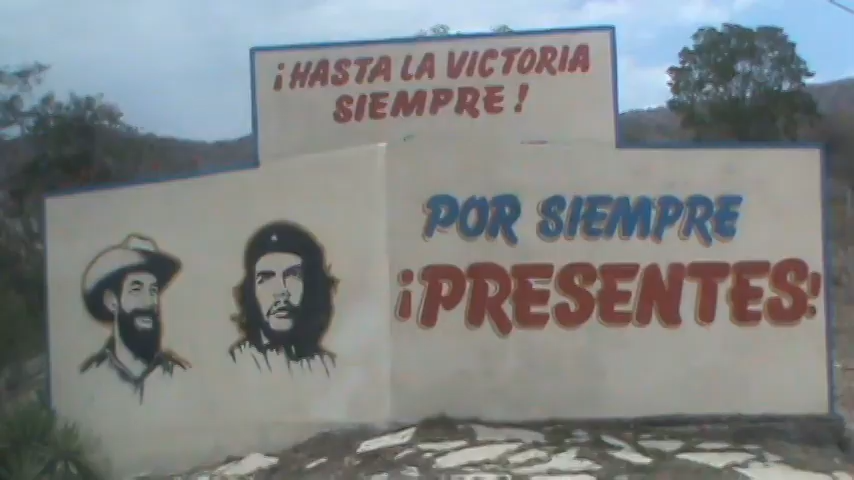 ¡HASTA LA VICTORIA
SIEMPRE!
POR SIEMPRE
¡PRESENTES!